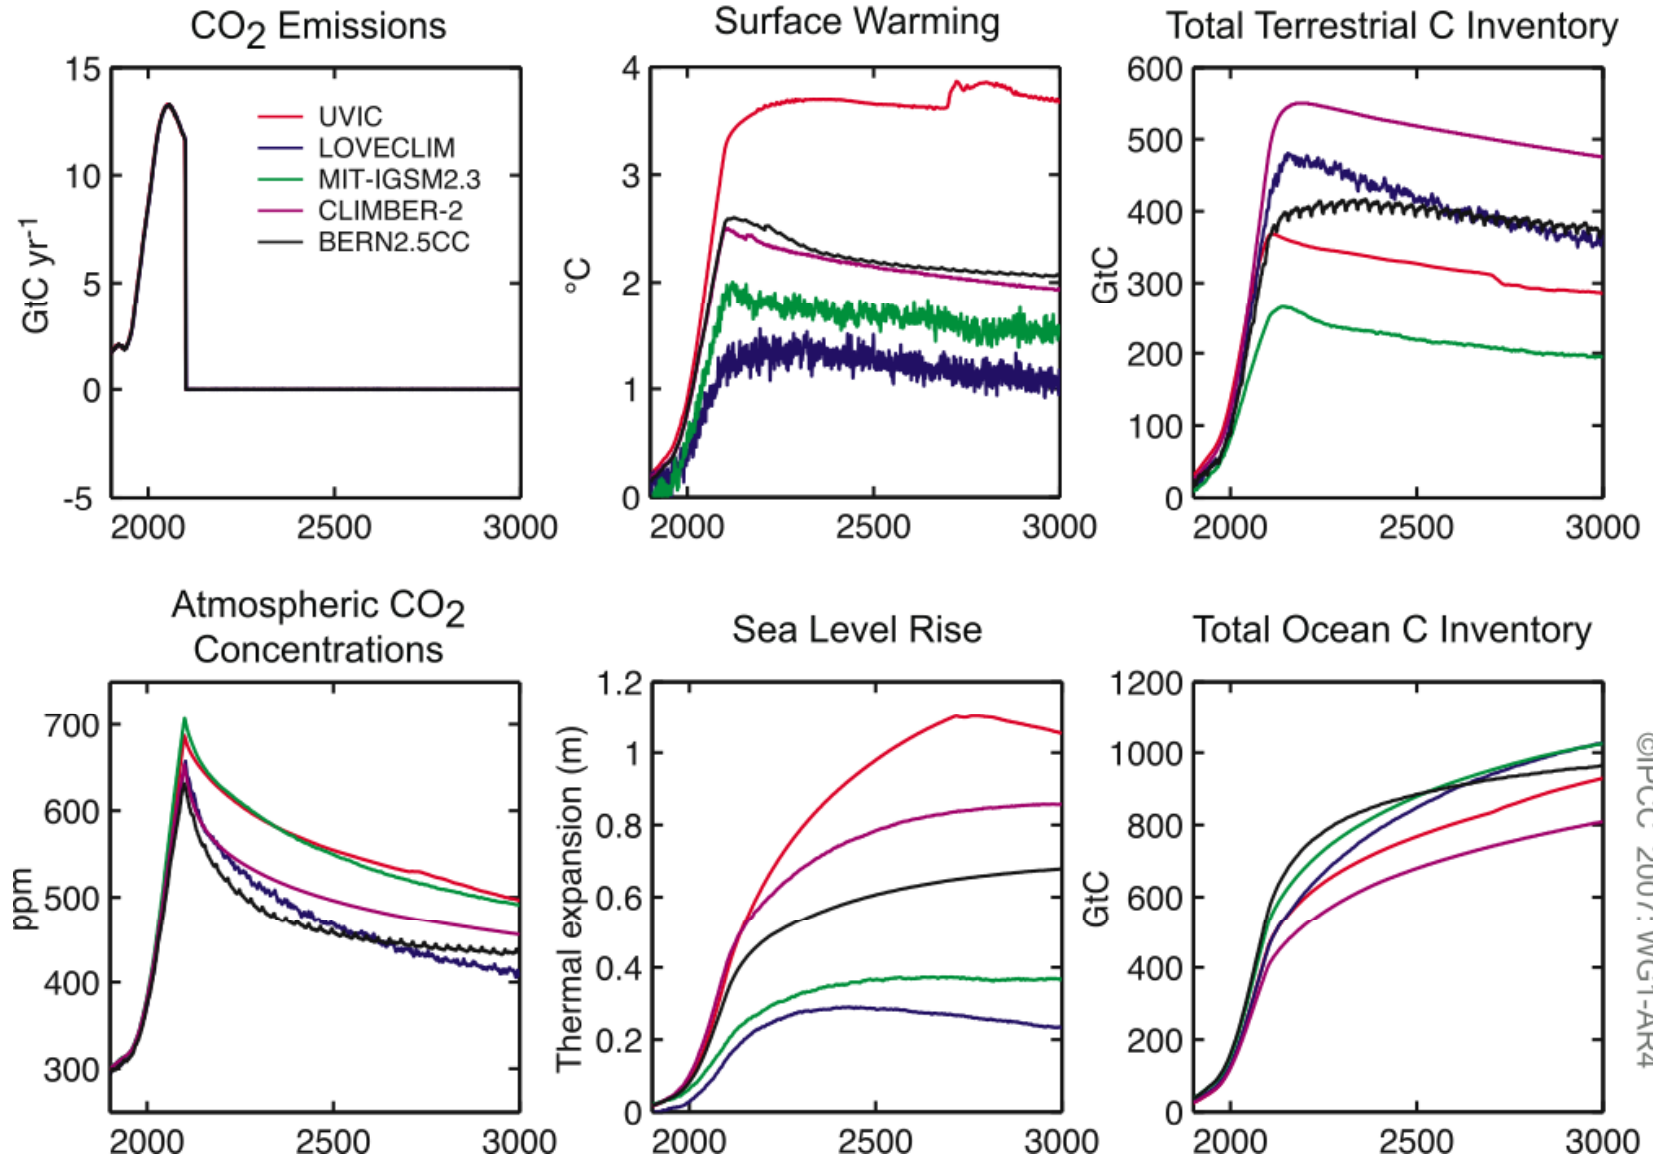 CO2 Emissions
15
10
5
0
-5
GtC yr-1
UVIC
LOVECLIM
MIT-IGSM2.3
CLIMBER-2
BERN2.5CC
2000 2500 3000
Surface Warming
4
3
2
1
0
°C
2000 2500 3000
Total Terrestrial C Inventory
600
500
400
300
200
100
0
GtC
2000 2500 3000
Atmospheric CO2
Concentrations
700
600
500
400
300
ppm
2000 2500 3000
Sea Level Rise
1.2
1
0.8
0.6
0.4
0.2
0
Thermal expansion (m)
2000 2500 3000
Total Ocean C Inventory
1200
1000
800
600
400
200
0
GtC
2000 2500 3000
©IPCC 2007: WG1-AR4